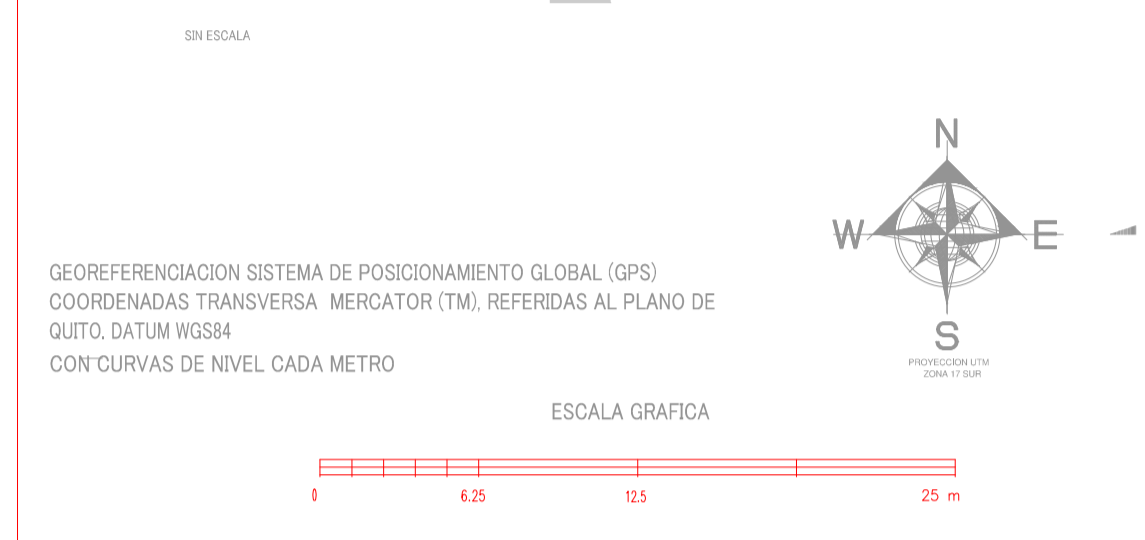 SIN ESCALA
N
W
E
S
PROYECCION UTM
ZONA 17 SUR
GEOREFERENCIACION SISTEMA DE POSICIONAMIENTO GLOBAL (GPS)
COORDENADAS TRANSVERSA MERCATOR (TM), REFERIDAS AL PLANO DE
QUITO. DATUM WGS84
CON CURVAS DE NIVEL CADA METRO
ESCALA GRAFICA
0 6.25 12.5 25 m